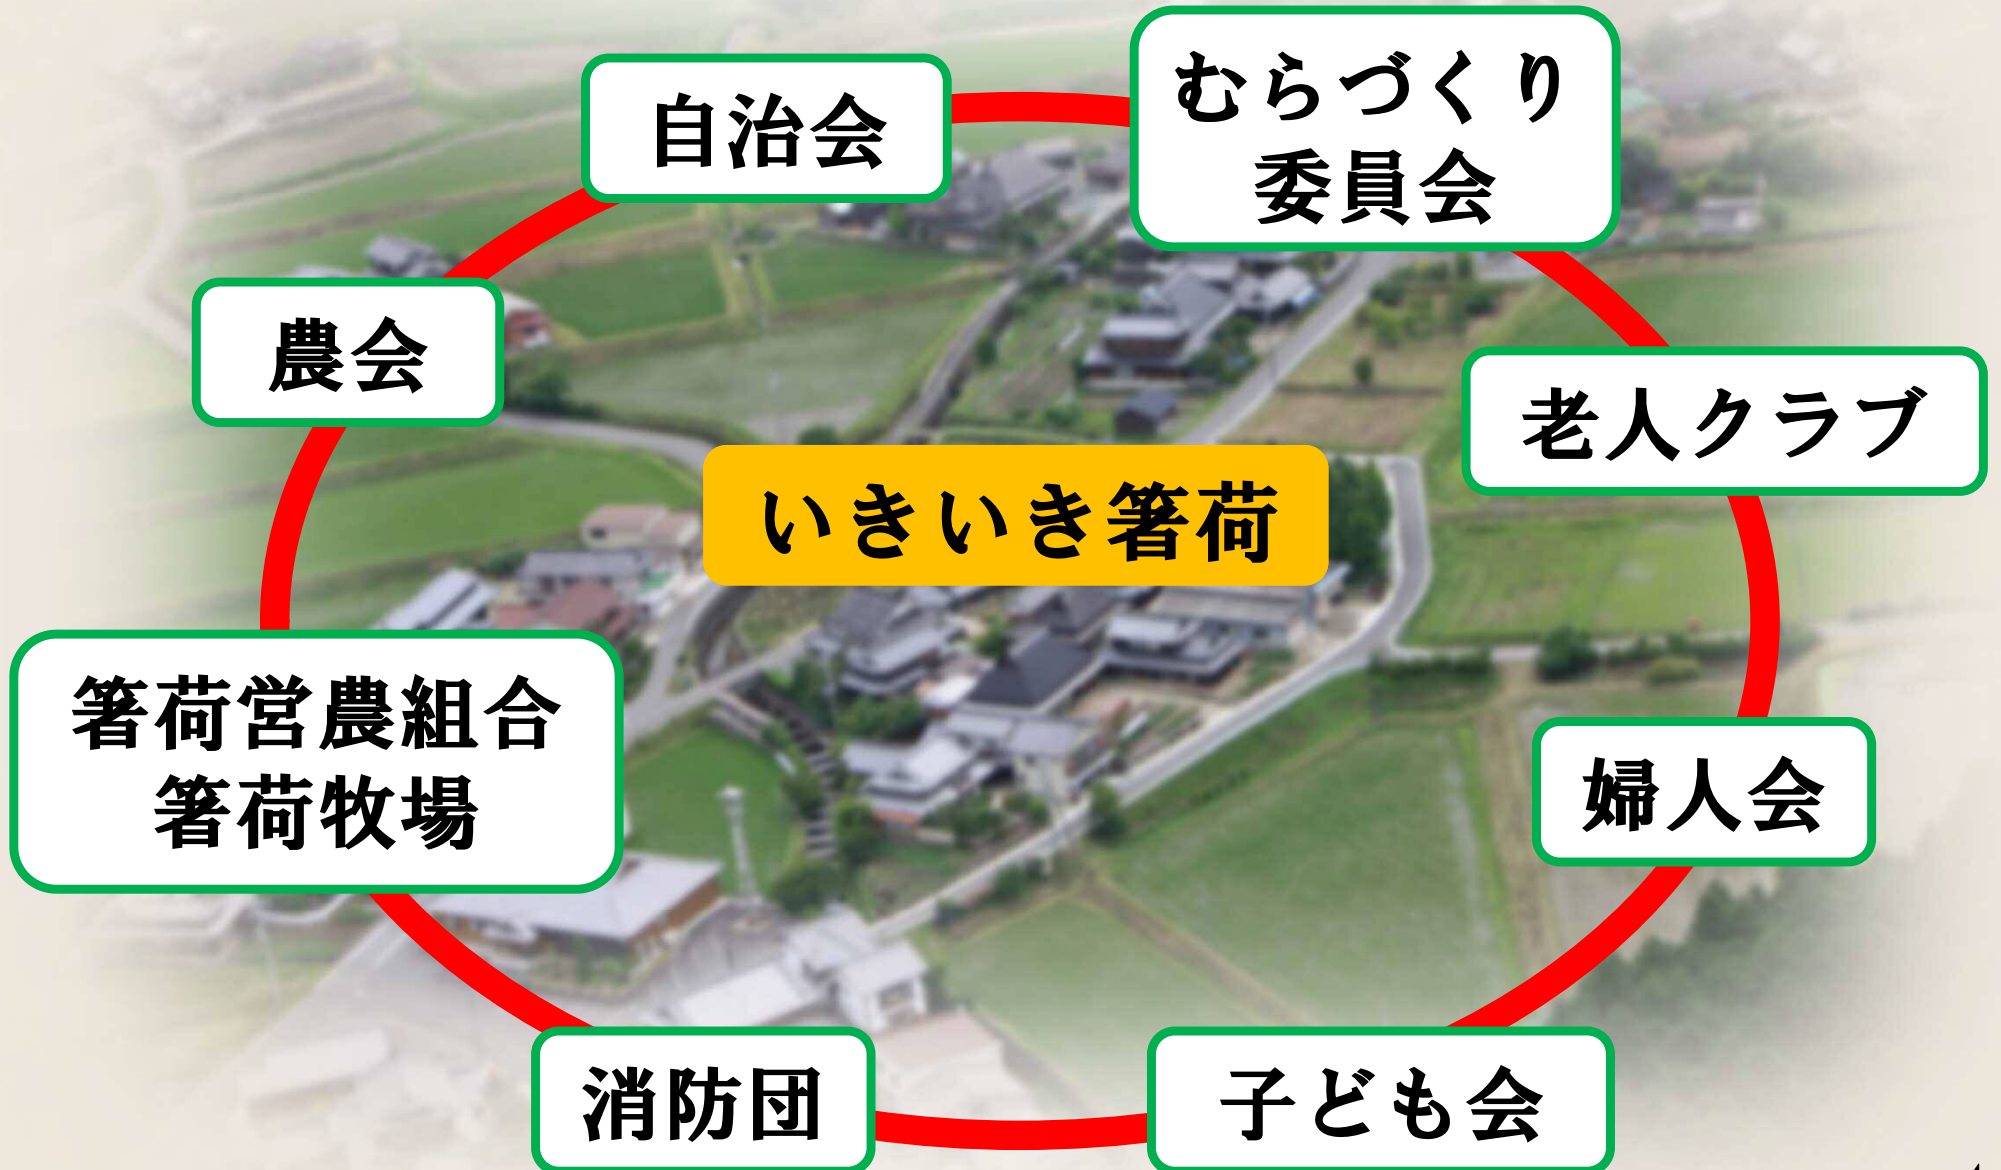 自治会
むらづくり
委員会
農会
老人クラブ
いきいき箸荷
箸荷営農組合
箸荷牧場
婦人会
消防団
子ども会